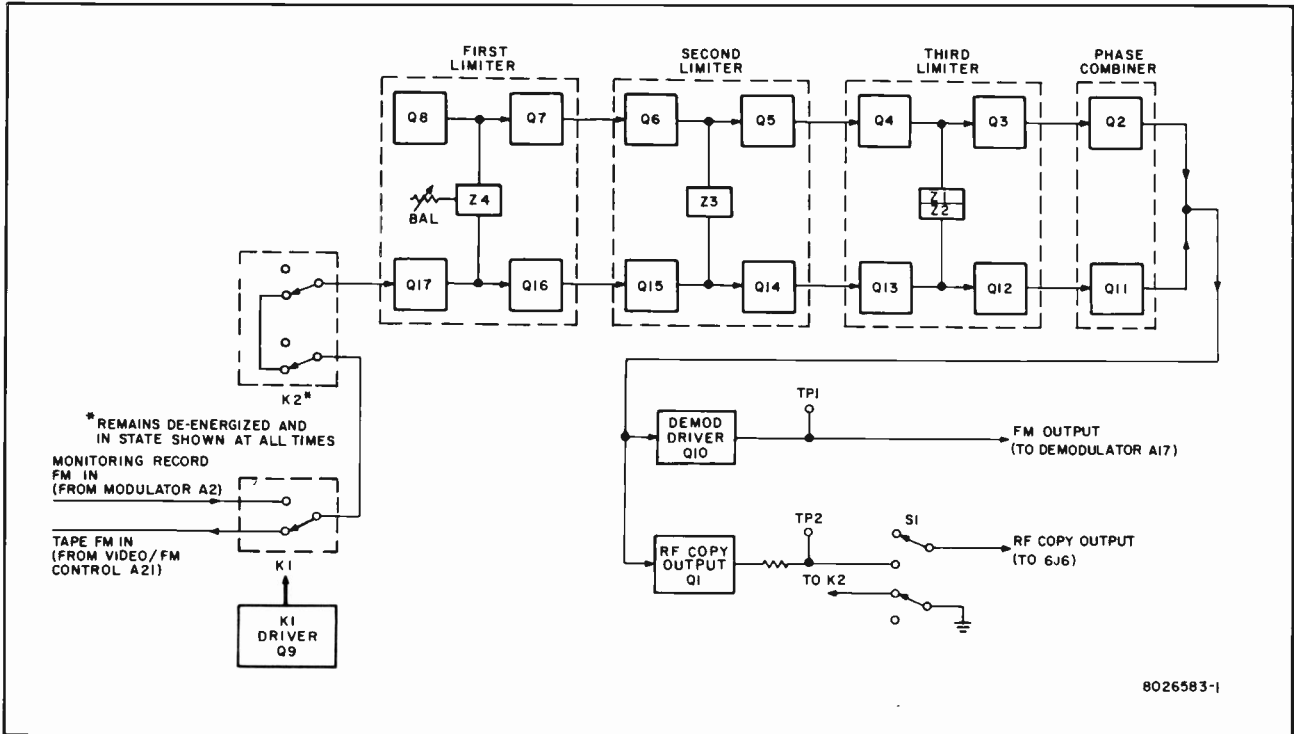 FIRST
LIMITER
SECOND
LIMITER
THIRD
LIMITER
PHASE
COMBINER
Q8
Q7
Q6
Q5
Q4
Q3
Q2
BAL
Z4
Z3
Z1
Z2
Q17
Q16
Q15
Q14
Q13
Q12
Q11
K2*
*REMAINS DE-ENERGIZED AND
IN STATE SHOWN AT ALL TIMES
MONITORING RECORD
FM IN
(FROM MODULATOR A2)
TAPE FM IN
(FROM VIDEO/FM
CONTROL A21)
K1
K1
DRIVER
Q9
DEMOD
DRIVER
Q10
TP1
FM OUTPUT
(TO DEMODULATOR A17)
RF COPY
OUTPUT
Q1
TP2
S1
RF COPY OUTPUT
(TO 6J6)
TO K2
8026583-1